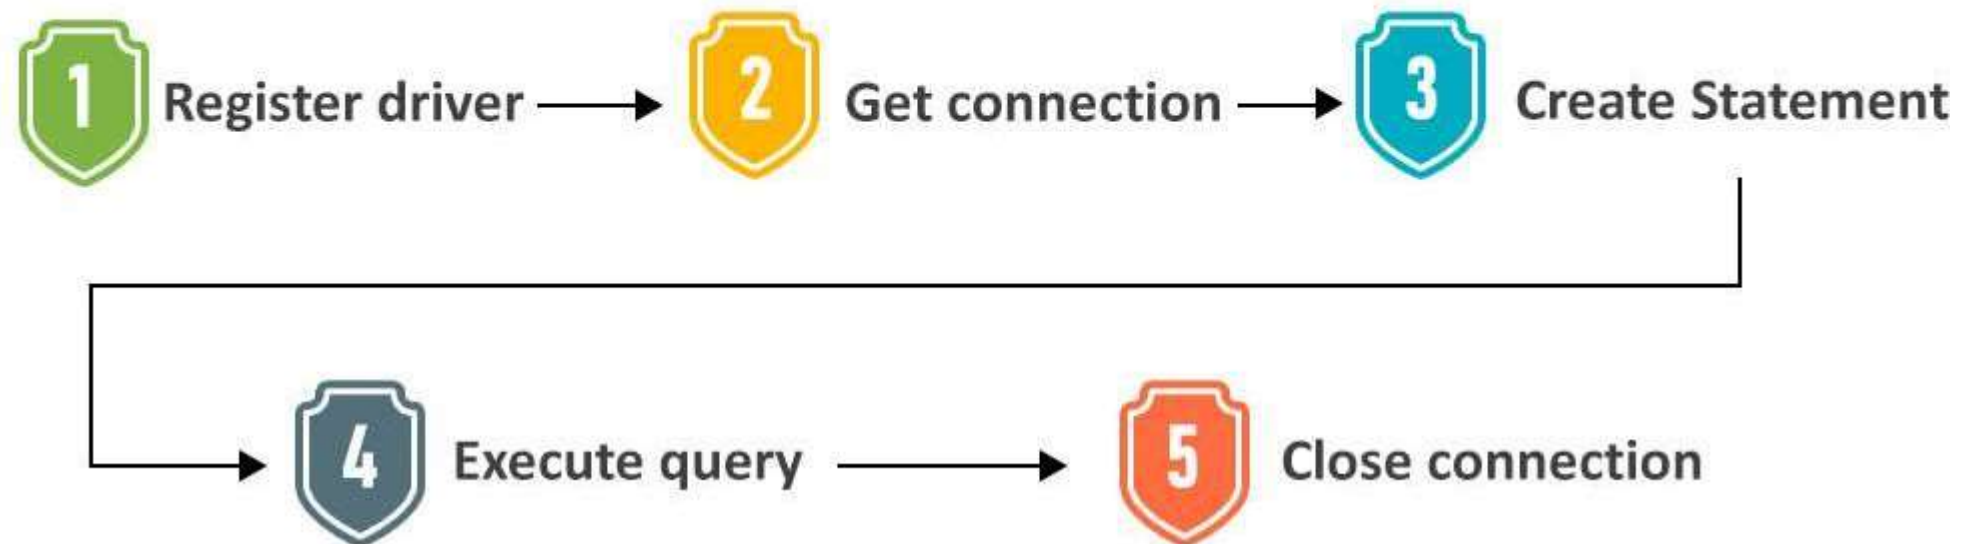 1 Register driver
2 Get connection
3 Create Statement
4 Execute query
5 Close connection